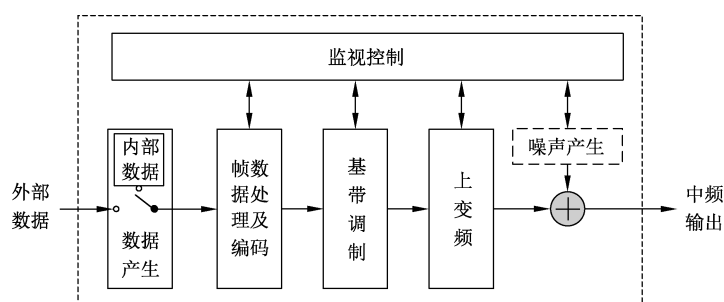 监视控制
外部
数据
内部
数据
数据
产生
帧数
据处
理及
编码
基
带
调
制
上
变
频
噪声产生
中频
输出